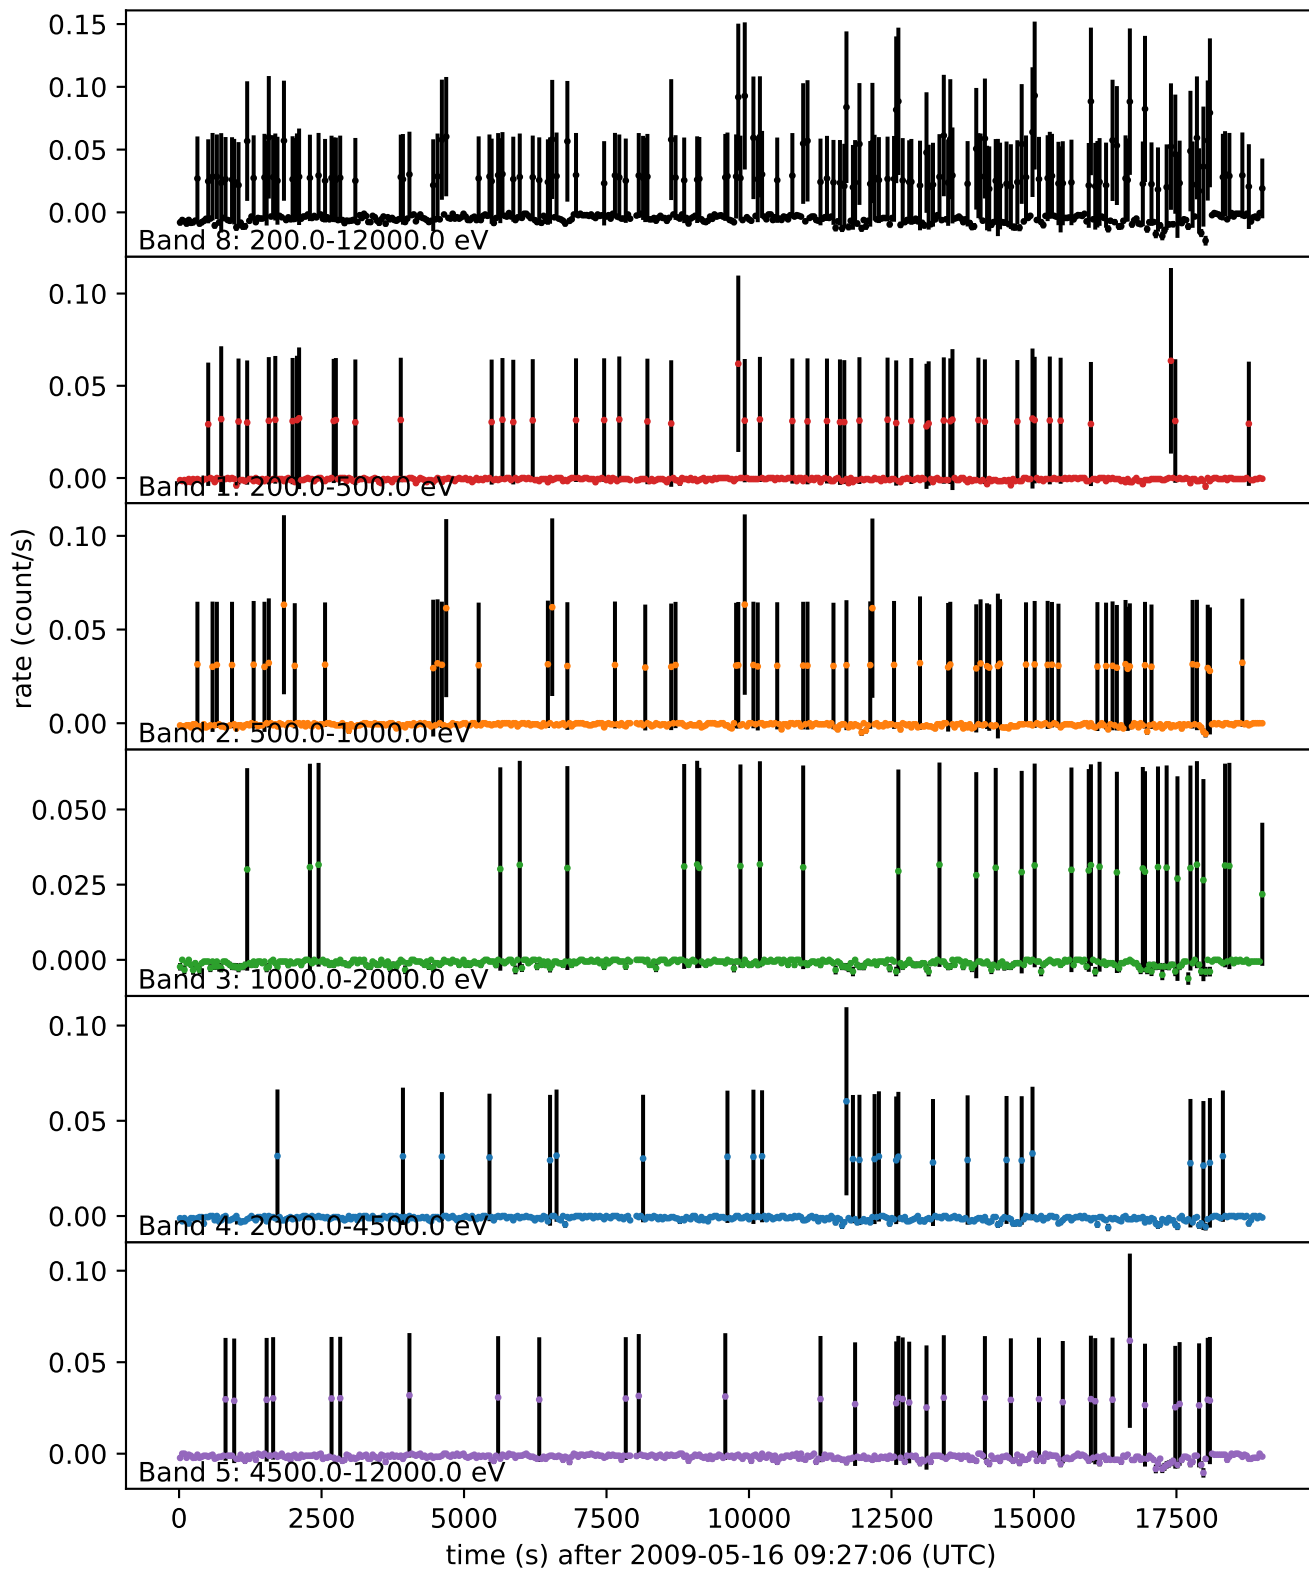 0.15
0.10
0.05
0.00
Band 8: 200.0-12000.0 eV
0.10
0.05
0.00
Band 1: 200.0-500.0 eV
0.10
0.05
0.00
Band 2: 500.0-1000.0 eV
rate (count/s)
0.050
0.025
0.000
Band 3: 1000.0-2000.0 eV
0.10
0.05
0.00
Band 4: 2000.0-4500.0 eV
0.10
0.05
0.00
Band 5: 4500.0-12000.0 eV
0 2500 5000 7500 10000 12500 15000 17500
time (s) after 2009-05-16 09:27:06 (UTC)